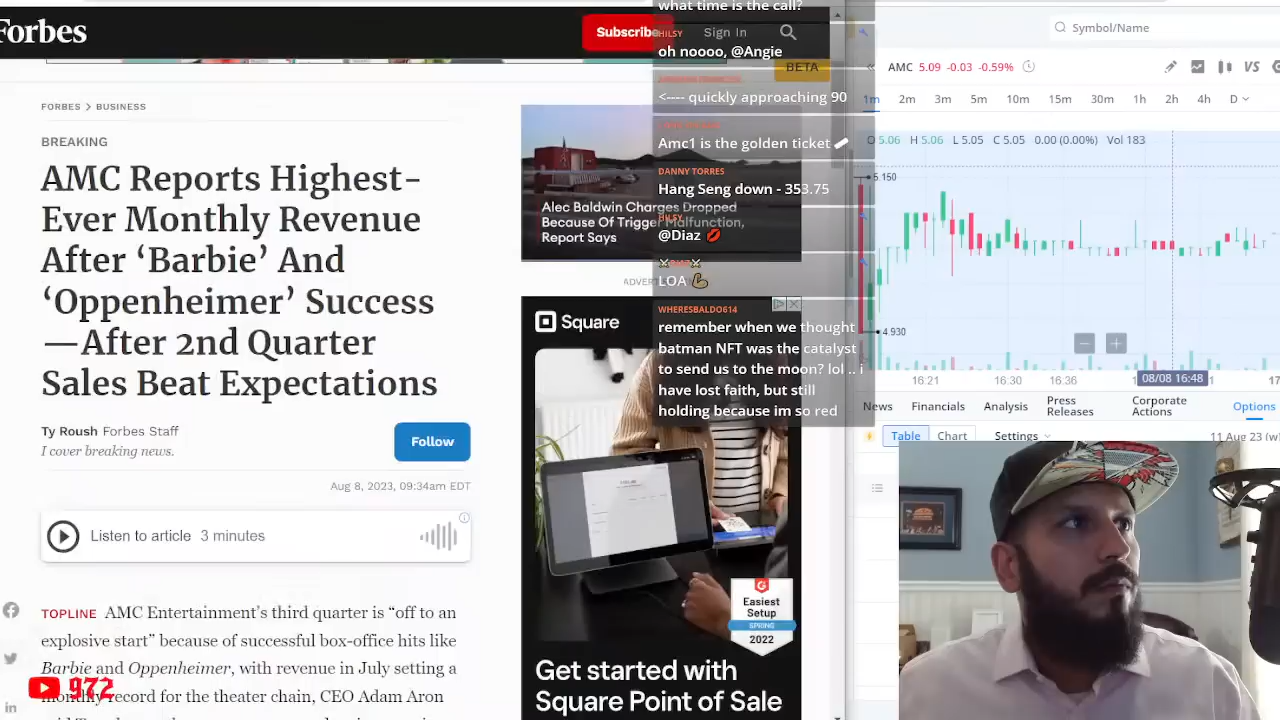 Forbes
Subscribe
Sign In
BETA
FORBES > BUSINESS
BREAKING
AMC Reports Highest-
Ever Monthly Revenue
After ‘Barbie’ And
‘Oppenheimer’ Success
—After 2nd Quarter
Sales Beat Expectations
Ty Roush Forbes Staff
I cover breaking news.
Follow
Aug 8, 2023, 09:34am EDT
Listen to article 3 minutes
TOPLINE AMC Entertainment’s third quarter is “off to an
explosive start” because of successful box-office hits like
Barbie and Oppenheimer, with revenue in July setting a
monthly record for the theater chain, CEO Adam Aron
972
Alec Baldwin Charges Dropped
Because Of Trigger Malfunction,
Report Says
Square
Easiest
Setup
SPRING
2022
Get started with
Square Point of Sale
what time is the call?
HILSY
oh noooo, @Angie
<---- quickly approaching 90
Amc1 is the golden ticket
DANNY TORRES
Hang Seng down - 353.75
HILSY
@Diaz
LOA
WHERESBALDO614
remember when we thought
batman NFT was the catalyst
to send us to the moon? lol .. i
have lost faith, but still
holding because im so red
Symbol/Name
AMC 5.09 -0.03 -0.59%
VS
1m 2m 3m 5m 10m 15m 30m 1h 2h 4h D
O 5.06 H 5.06 L 5.05 C 5.05 0.00 (0.00%) Vol 183
5.150
4.930
16:21 16:30 16:36 08/08 16:48
News Financials Analysis Press Releases Corporate Actions Options
Table Chart Settings 11 Aug 23